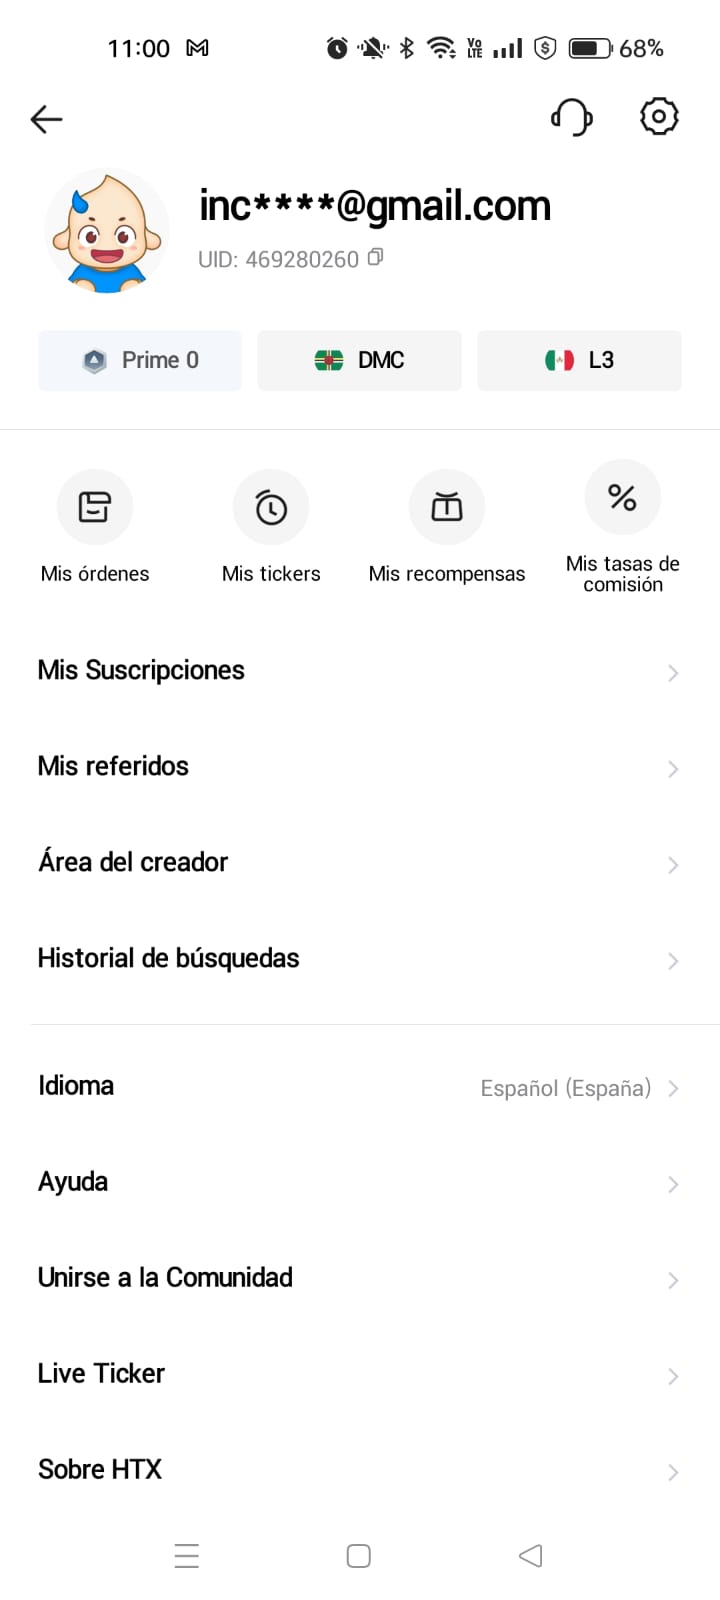 11:00
Vo
LTE
68%
inc****@gmail.com
UID: 469280260
Prime 0
DMC
L3
Mis órdenes
Mis tickers
Mis recompensas
Mis tasas de
comisión
Mis Suscripciones
Mis referidos
Área del creador
Historial de búsquedas
Idioma
Español (España)
Ayuda
Unirse a la Comunidad
Live Ticker
Sobre HTX